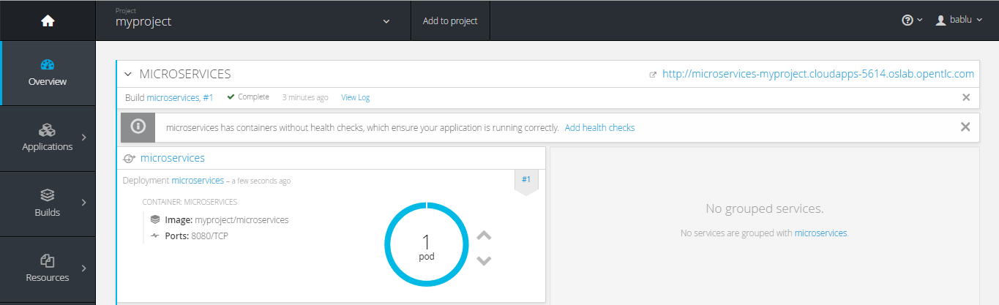 Project
myproject
Add to project
bablu
Overview
Applications
Builds
Resources
MICROSERVICES
http://microservices-myproject.cloudapps-5614.oslab.opentlc.com
Build microservices, #1 Complete 3 minutes ago View Log
microservices has containers without health checks, which ensure your application is running correctly. Add health checks
microservices
Deployment microservices – a few seconds ago
#1
CONTAINER: MICROSERVICES
Image: myproject/microservices
Ports: 8080/TCP
1
pod
No grouped services.
No services are grouped with microservices.